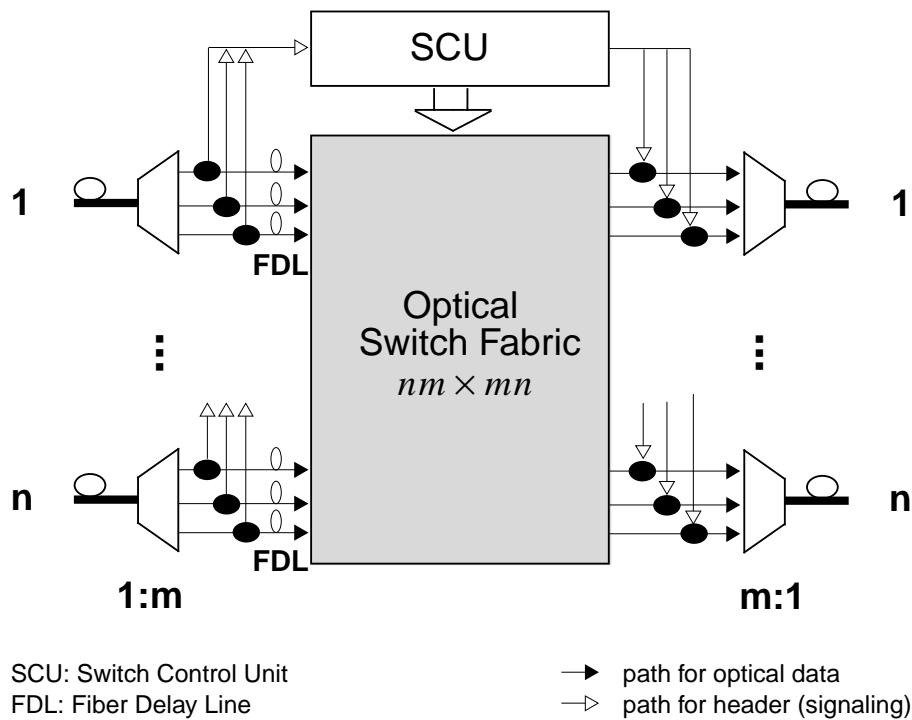 SCU
1
1
FDL
Optical
Switch Fabric
nm × mn
⋮
⋮
n
n
FDL
1:m
m:1
SCU: Switch Control Unit
path for optical data
FDL: Fiber Delay Line
path for header (signaling)